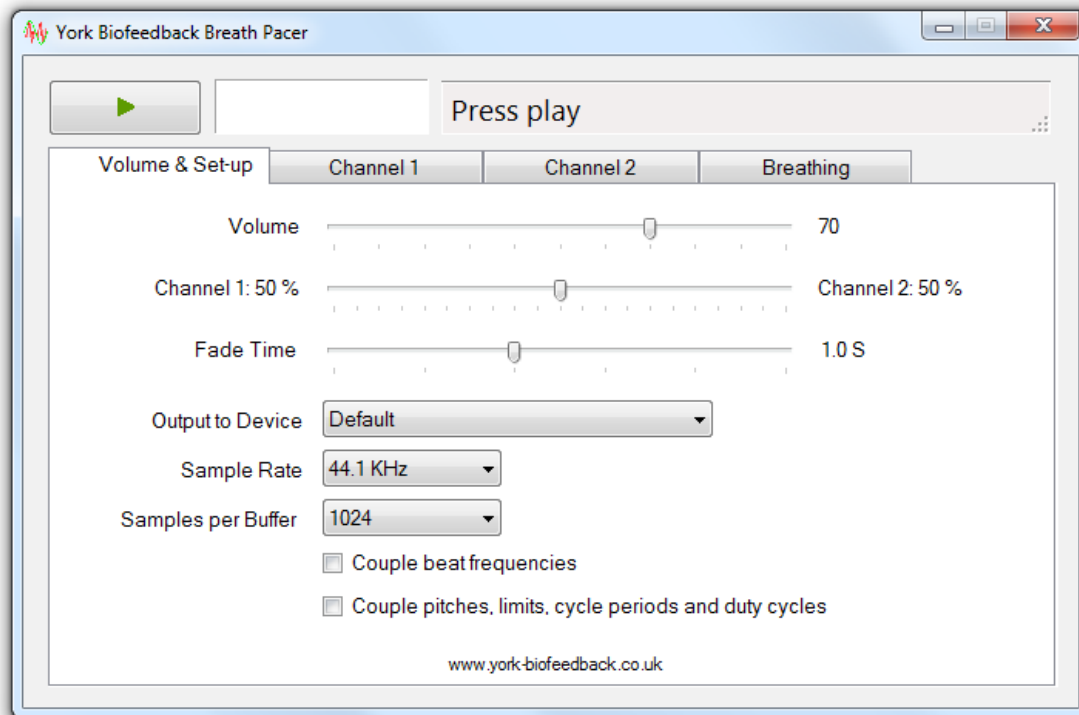 York Biofeedback Breath Pacer
Press play
Volume & Set-up Channel 1 Channel 2 Breathing
Volume 70
Channel 1: 50 % Channel 2: 50 %
Fade Time 1.0 S
Output to Device Default
Sample Rate 44.1 KHz
Samples per Buffer 1024
Couple beat frequencies
Couple pitches, limits, cycle periods and duty cycles
www.york-biofeedback.co.uk